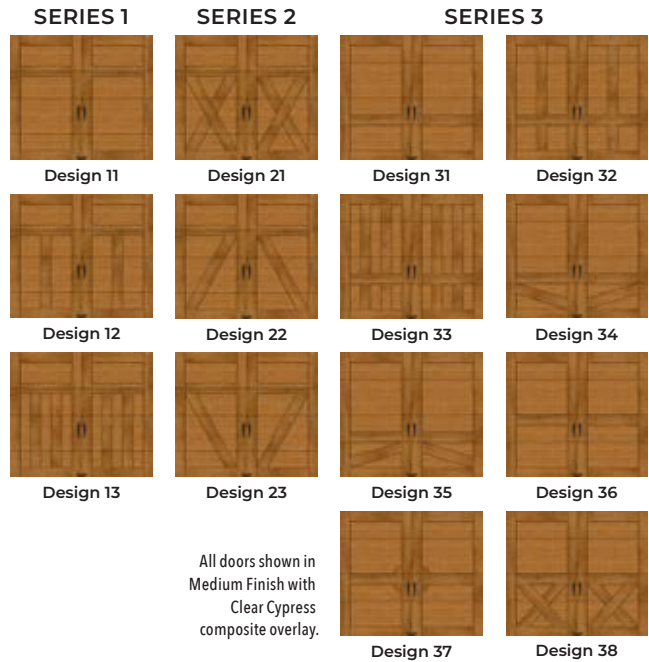 SERIES 1
SERIES 2
SERIES 3
Design 11
Design 21
Design 31
Design 32
Design 12
Design 22
Design 33
Design 34
Design 13
Design 23
Design 35
Design 36
All doors shown in
Medium Finish with
Clear Cypress
composite overlay.
Design 37
Design 38